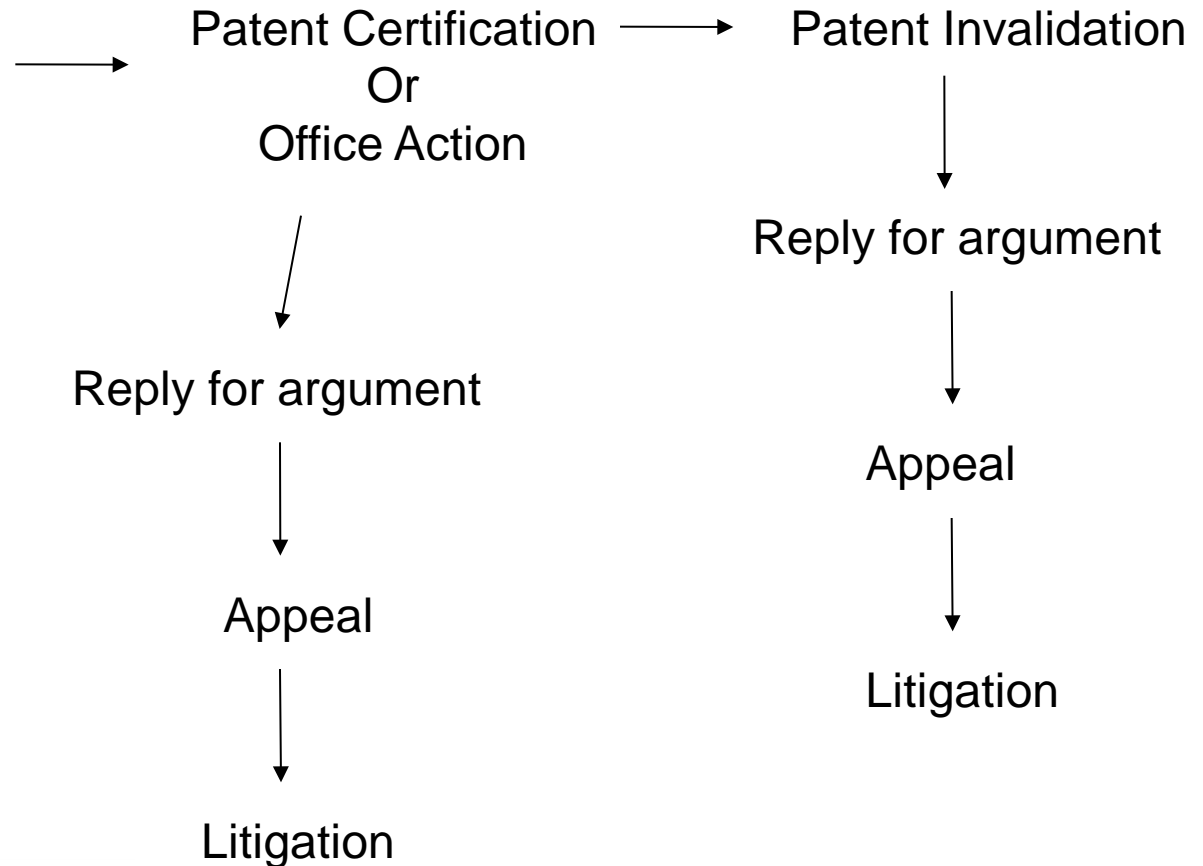 Patent Certification
Or
Office Action
Patent Invalidation
Reply for argument
Reply for argument
Appeal
Appeal
Litigation
Litigation